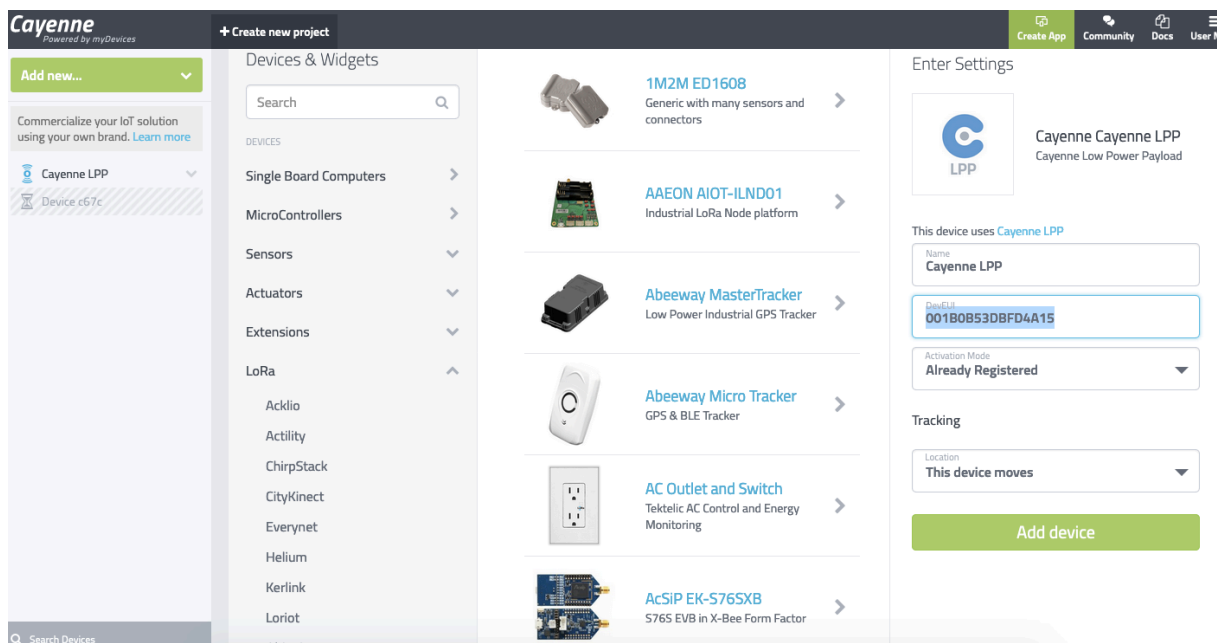 Cayenne
Powered by myDevices
+ Create new project
Create App
Community
Docs
User M
Add new...
Commercialize your IoT solution
using your own brand. Learn more
Cayenne LPP
Device c67c
Search Devices
Devices & Widgets
Search
DEVICES
Single Board Computers
MicroControllers
Sensors
Actuators
Extensions
LoRa
Acklio
Actility
ChirpStack
CityKinect
Everynet
Helium
Kerlink
Loriot
1M2M ED1608
Generic with many sensors and
connectors
AAEON AIOT-ILND01
Industrial LoRa Node platform
Abeeway MasterTracker
Low Power Industrial GPS Tracker
Abeeway Micro Tracker
GPS & BLE Tracker
AC Outlet and Switch
Tektelic AC Control and Energy
Monitoring
AcSiP EK-S76SXB
S76S EVB in X-Bee Form Factor
Enter Settings
LPP
Cayenne Cayenne LPP
Cayenne Low Power Payload
This device uses Cayenne LPP
Name
Cayenne LPP
DevEUI
001B0B53DBFD4A15
Activation Mode
Already Registered
Tracking
Location
This device moves
Add device